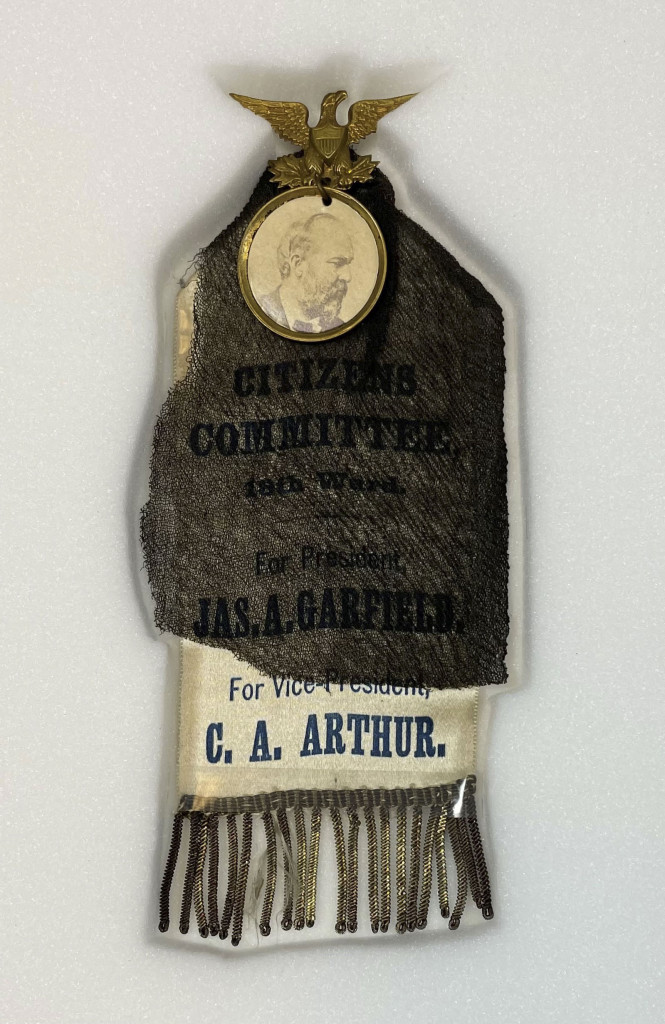 CITIZENS
COMMITTEE,
19th Ward.
For President,
JAS. A. GARFIELD.
For Vice-President,
C. A. ARTHUR.